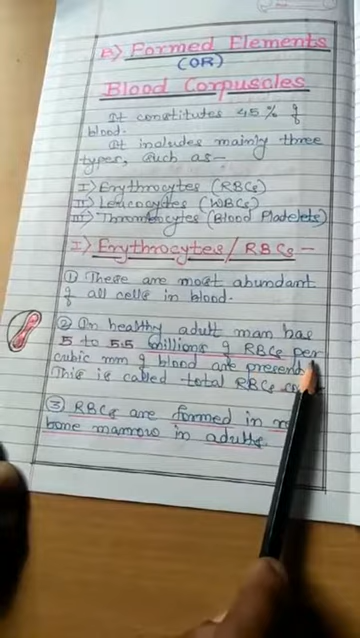 B) Formed Elements
(OR)
Blood Corpuscles
It constitutes 45% of
blood.
It includes mainly three
types, such as-
I) Erythrocytes (RBCs)
II) Leucocytes (WBCs)
III) Thrombocytes (Blood Platelets)
I) Erythrocytes / RBCs -
① These are most abundant
of all cells in blood.
② In healthy adult man has
5 to 5.5 millions of RBCs per
cubic mm of blood are present
This is called total RBCs
③ RBCs are formed in
bone marrow in adults